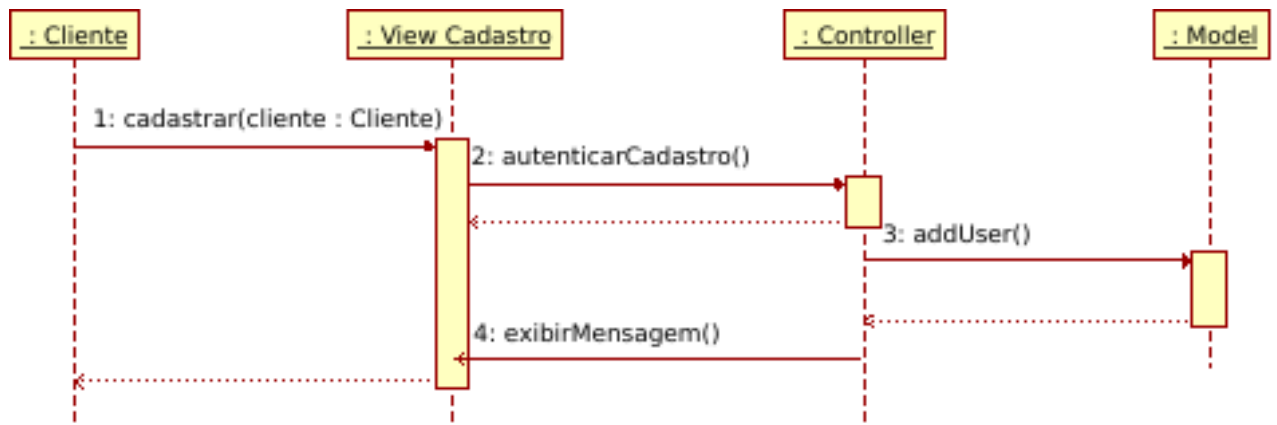 : Cliente
: View Cadastro
: Controller
: Model
1: cadastrar(cliente : Cliente)
2: autenticarCadastro()
3: addUser()
4: exibirMensagem()